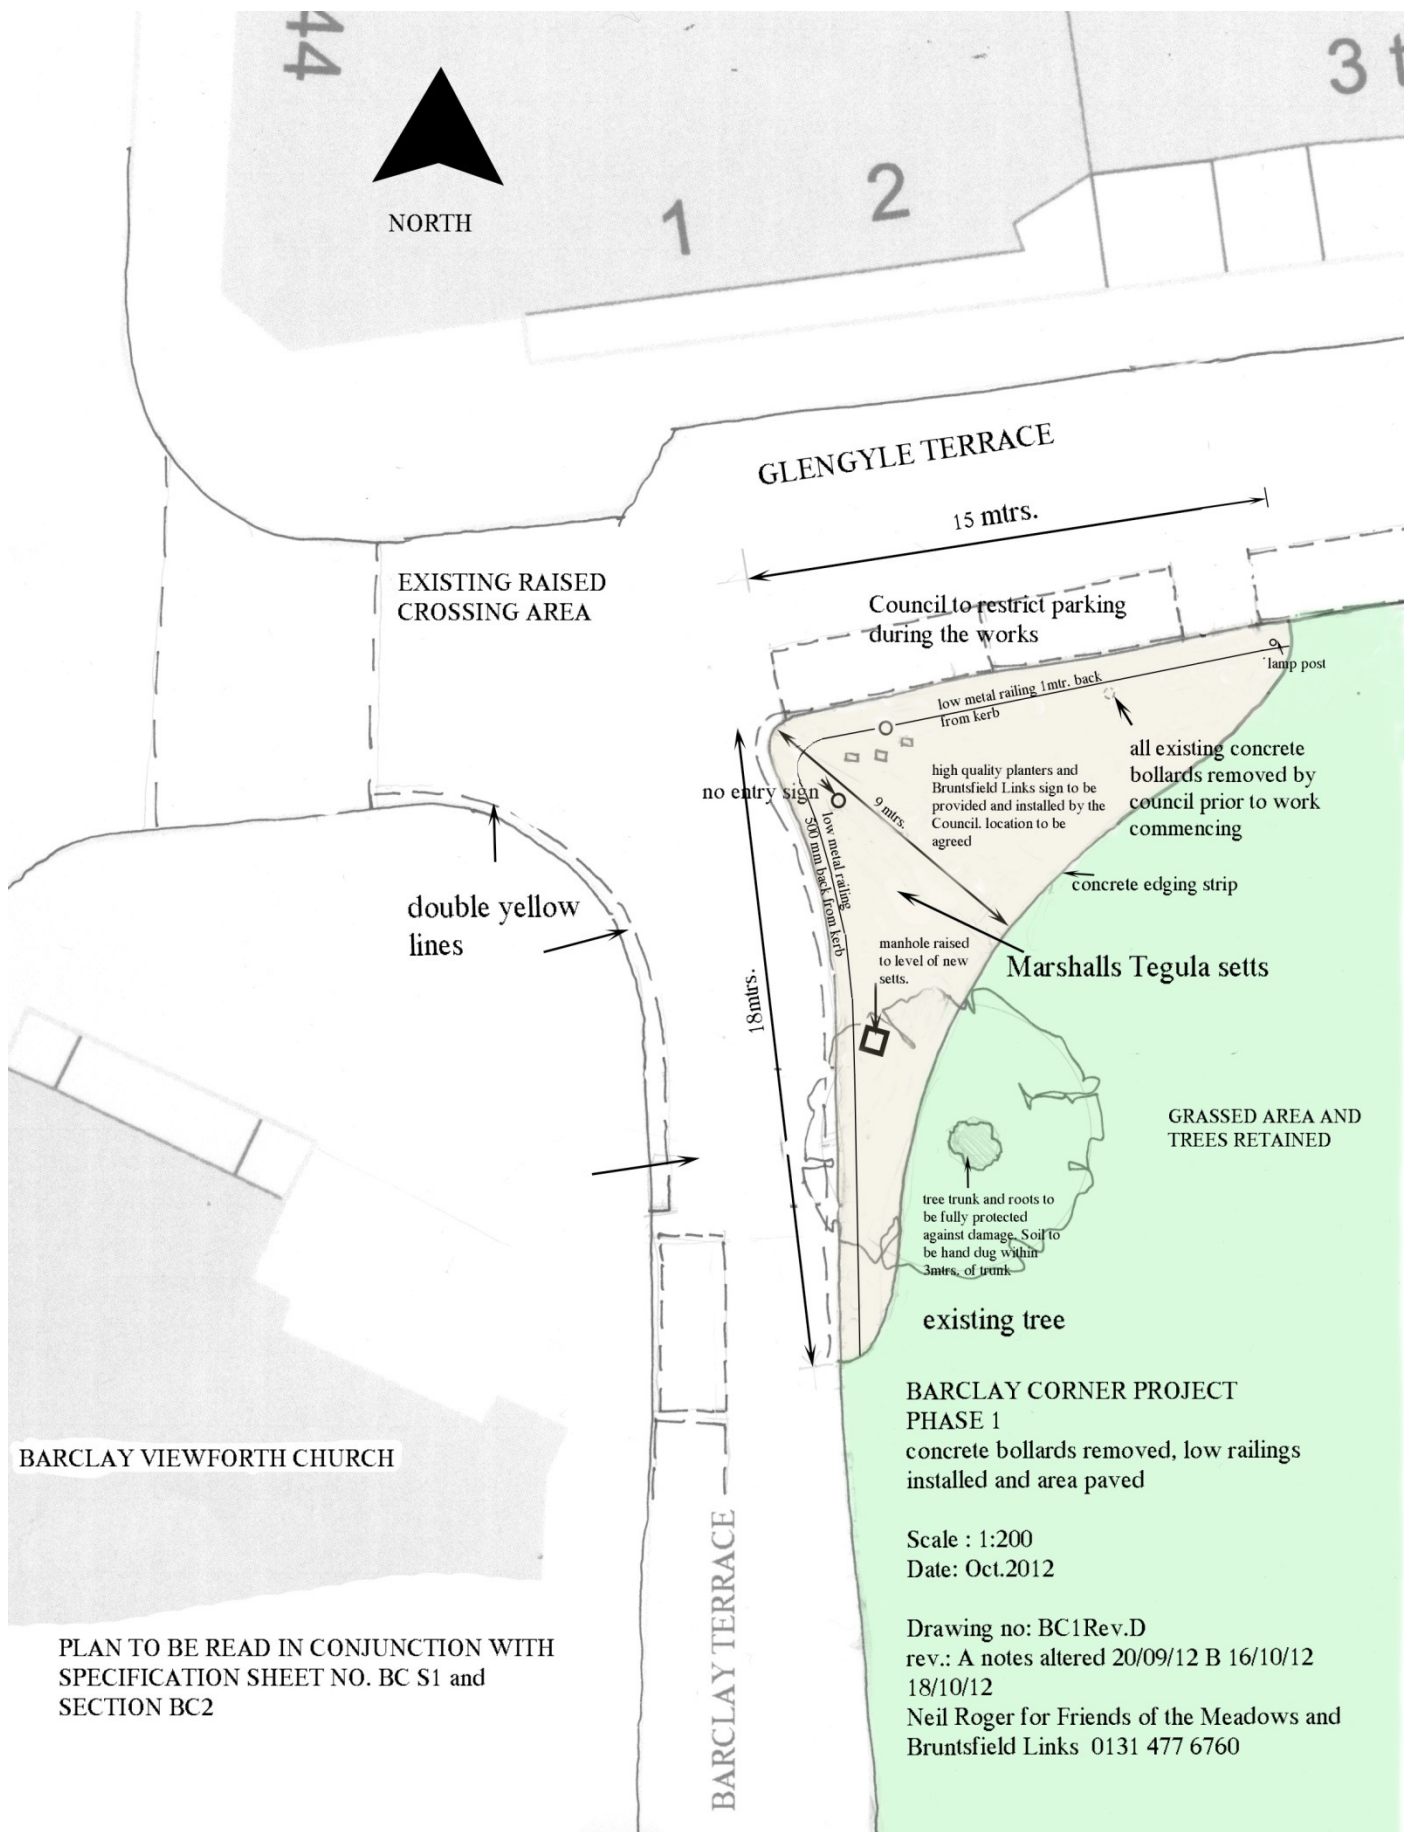 44
NORTH
1
2
3 t
GLENGYLE TERRACE
15 mtrs.
EXISTING RAISED
CROSSING AREA
Council to restrict parking
during the works
lamp post
low metal railing 1mtr. back
from kerb
all existing concrete
bollards removed by
council prior to work
commencing
high quality planters and
Bruntsfield Links sign to be
provided and installed by the
Council. location to be
agreed
no entry sign
9 mtrs.
low metal railing
500 mm back from kerb
concrete edging strip
double yellow
lines
manhole raised
to level of new
setts.
Marshalls Tegula setts
18mtrs.
GRASSED AREA AND
TREES RETAINED
tree trunk and roots to
be fully protected
against damage. Soil to
be hand dug within
3mtrs. of trunk
existing tree
BARCLAY CORNER PROJECT
PHASE 1
concrete bollards removed, low railings
installed and area paved
BARCLAY VIEWFORTH CHURCH
Scale : 1:200
Date: Oct.2012
BARCLAY TERRACE
Drawing no: BC1Rev.D
rev.: A notes altered 20/09/12 B 16/10/12
18/10/12
Neil Roger for Friends of the Meadows and
Bruntsfield Links 0131 477 6760
PLAN TO BE READ IN CONJUNCTION WITH
SPECIFICATION SHEET NO. BC S1 and
SECTION BC2